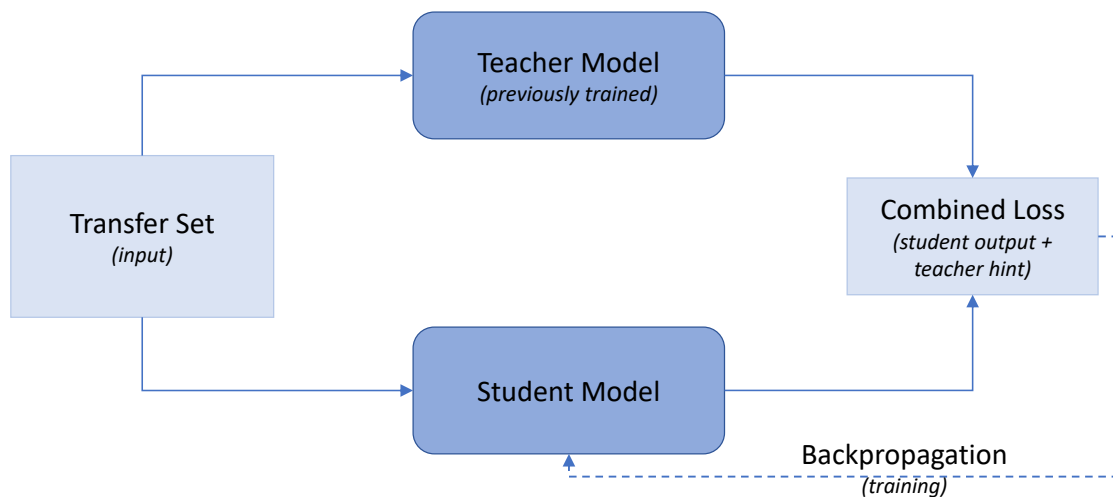 Teacher Model
(previously trained)
Transfer Set
(input)
Combined Loss
(student output +
teacher hint)
Student Model
Backpropagation
(training)